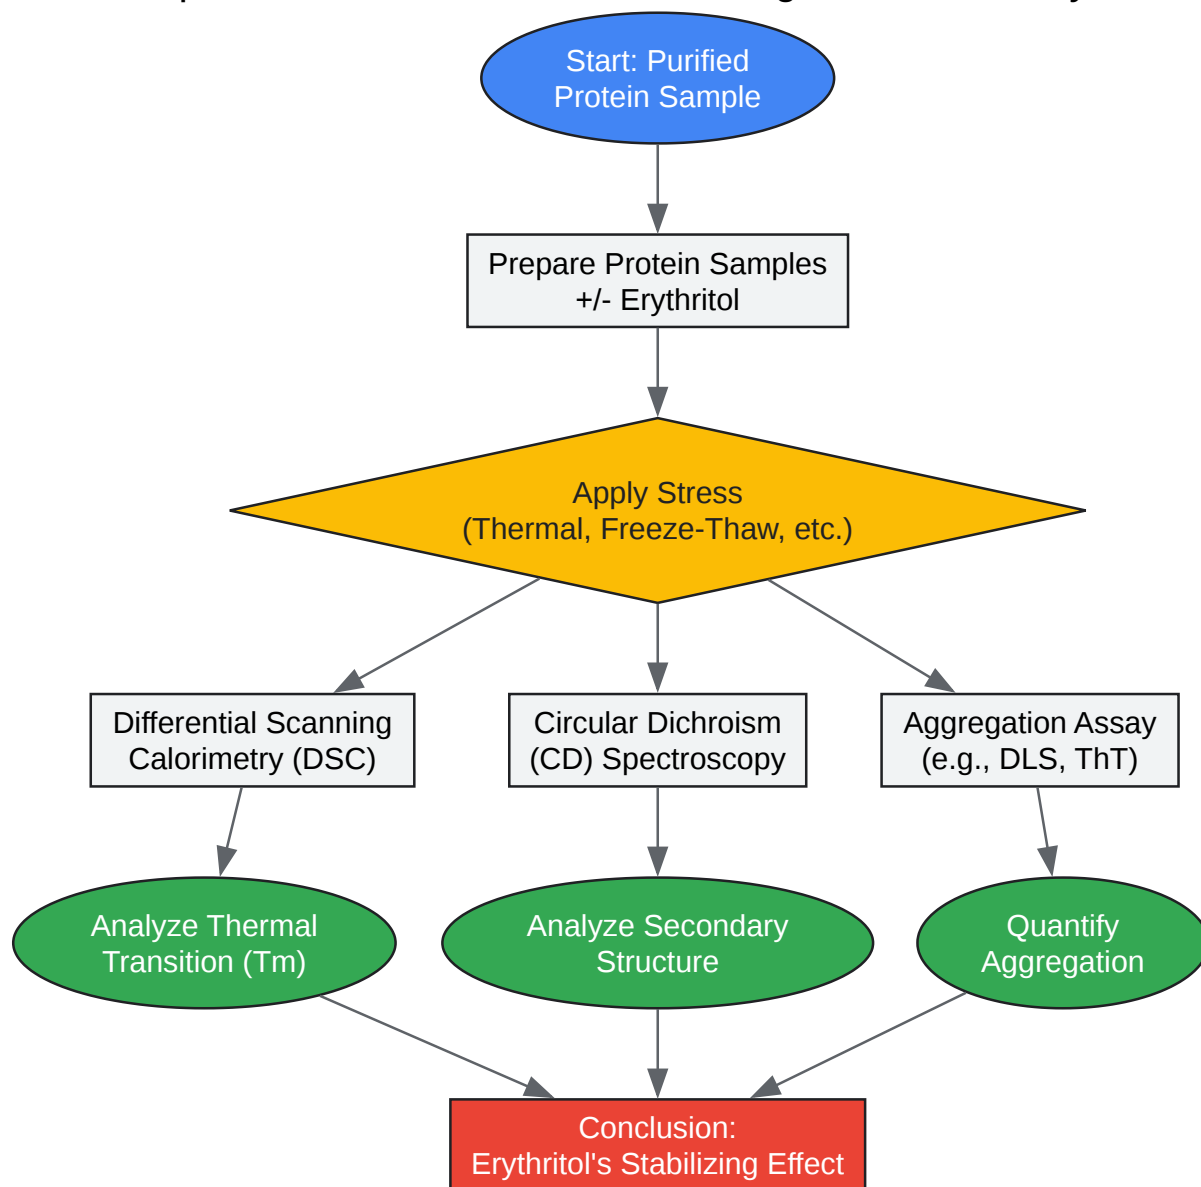 Start: Purified
Protein Sample
Prepare Protein Samples
+/- Erythritol
Apply Stress
(Thermal, Freeze-Thaw, etc.)
Differential Scanning
Calorimetry (DSC)
Circular Dichroism
(CD) Spectroscopy
Aggregation Assay
(e.g., DLS, ThT)
Analyze Thermal
Transition (Tm)
Analyze Secondary
Structure
Quantify
Aggregation
Conclusion:
Erythritol's Stabilizing Effect